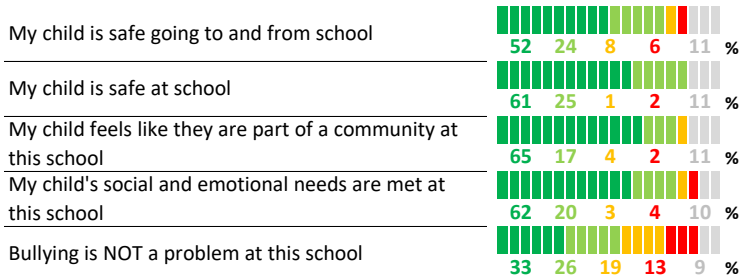 My child is safe going to and from school
52 24 8 6 11 %
My child is safe at school
61 25 1 2 11 %
My child feels like they are part of a community at
this school
65 17 4 2 11 %
My child's social and emotional needs are met at
this school
62 20 3 4 10 %
Bullying is NOT a problem at this school
33 26 19 13 9 %